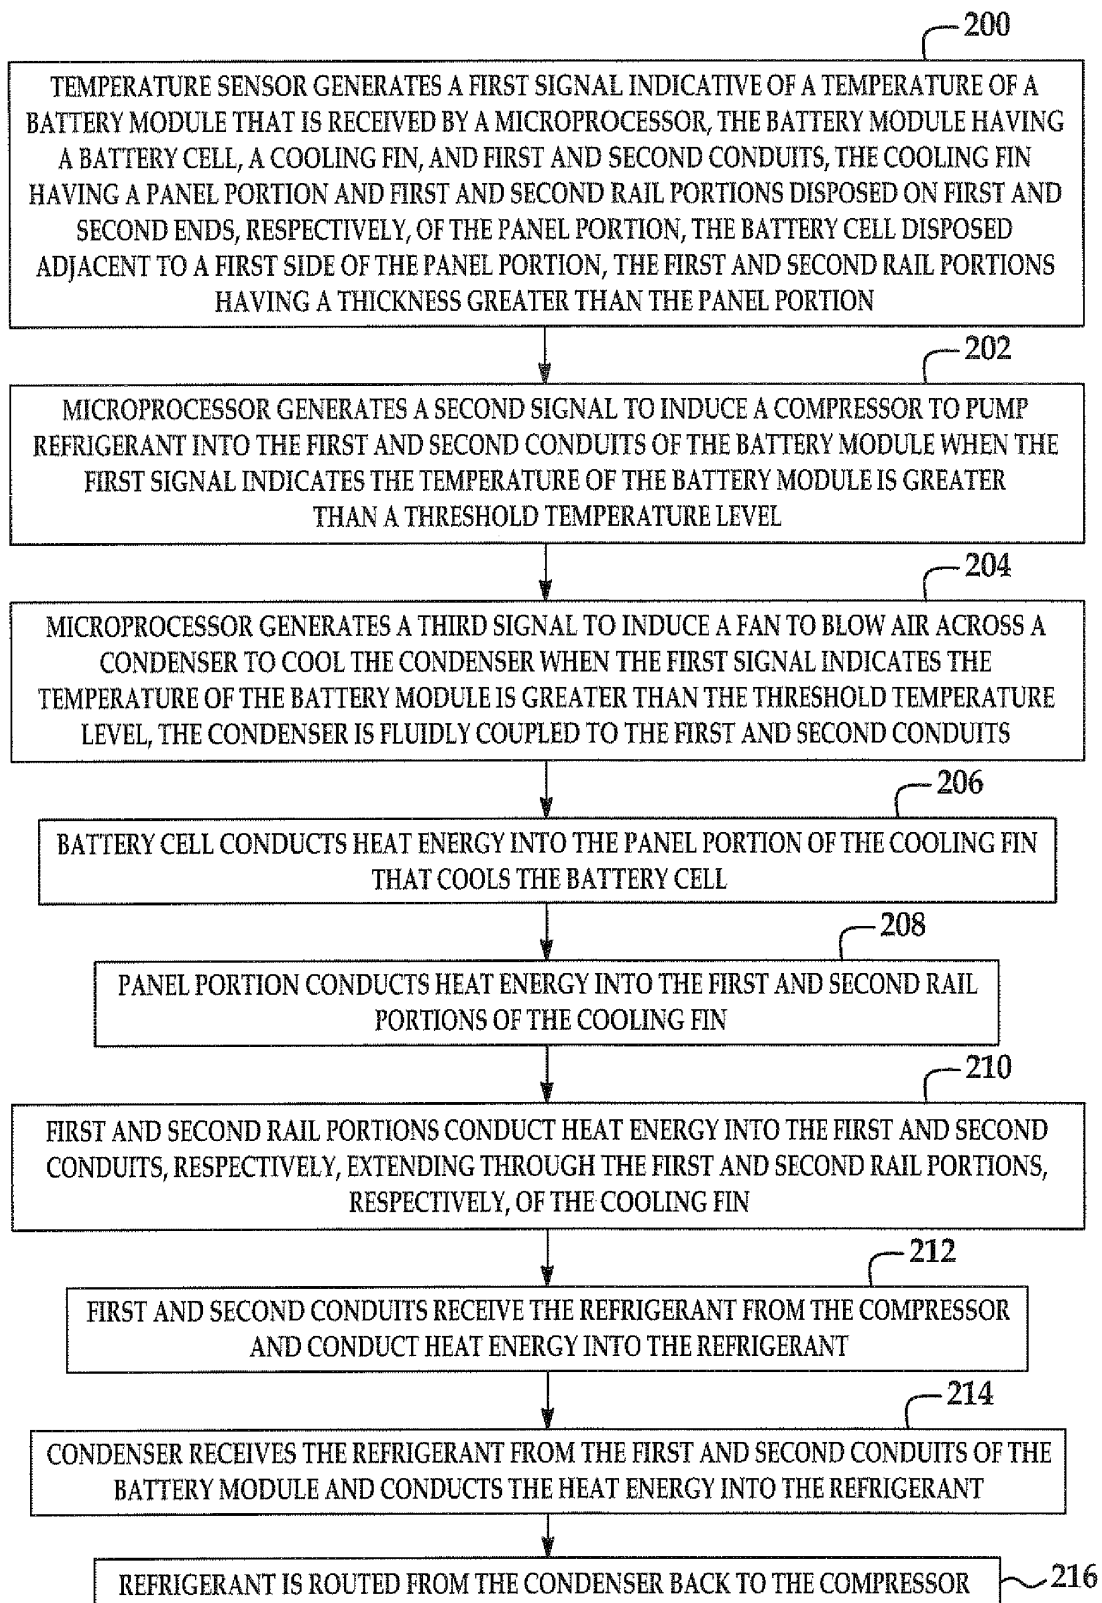 200
TEMPERATURE SENSOR GENERATES A FIRST SIGNAL INDICATIVE OF A TEMPERATURE OF A
BATTERY MODULE THAT IS RECEIVED BY A MICROPROCESSOR, THE BATTERY MODULE HAVING
A BATTERY CELL, A COOLING FIN, AND FIRST AND SECOND CONDUITS, THE COOLING FIN
HAVING A PANEL PORTION AND FIRST AND SECOND RAIL PORTIONS DISPOSED ON FIRST AND
SECOND ENDS, RESPECTIVELY, OF THE PANEL PORTION, THE BATTERY CELL DISPOSED
ADJACENT TO A FIRST SIDE OF THE PANEL PORTION, THE FIRST AND SECOND RAIL PORTIONS
HAVING A THICKNESS GREATER THAN THE PANEL PORTION
202
MICROPROCESSOR GENERATES A SECOND SIGNAL TO INDUCE A COMPRESSOR TO PUMP
REFRIGERANT INTO THE FIRST AND SECOND CONDUITS OF THE BATTERY MODULE WHEN THE
FIRST SIGNAL INDICATES THE TEMPERATURE OF THE BATTERY MODULE IS GREATER
THAN A THRESHOLD TEMPERATURE LEVEL
204
MICROPROCESSOR GENERATES A THIRD SIGNAL TO INDUCE A FAN TO BLOW AIR ACROSS A
CONDENSER TO COOL THE CONDENSER WHEN THE FIRST SIGNAL INDICATES THE
TEMPERATURE OF THE BATTERY MODULE IS GREATER THAN THE THRESHOLD TEMPERATURE
LEVEL, THE CONDENSER IS FLUIDLY COUPLED TO THE FIRST AND SECOND CONDUITS
206
BATTERY CELL CONDUCTS HEAT ENERGY INTO THE PANEL PORTION OF THE COOLING FIN
THAT COOLS THE BATTERY CELL
208
PANEL PORTION CONDUCTS HEAT ENERGY INTO THE FIRST AND SECOND RAIL
PORTIONS OF THE COOLING FIN
210
FIRST AND SECOND RAIL PORTIONS CONDUCT HEAT ENERGY INTO THE FIRST AND SECOND
CONDUITS, RESPECTIVELY, EXTENDING THROUGH THE FIRST AND SECOND RAIL PORTIONS,
RESPECTIVELY, OF THE COOLING FIN
212
FIRST AND SECOND CONDUITS RECEIVE THE REFRIGERANT FROM THE COMPRESSOR
AND CONDUCT HEAT ENERGY INTO THE REFRIGERANT
214
CONDENSER RECEIVES THE REFRIGERANT FROM THE FIRST AND SECOND CONDUITS OF THE
BATTERY MODULE AND CONDUCTS THE HEAT ENERGY INTO THE REFRIGERANT
REFRIGERANT IS ROUTED FROM THE CONDENSER BACK TO THE COMPRESSOR
216